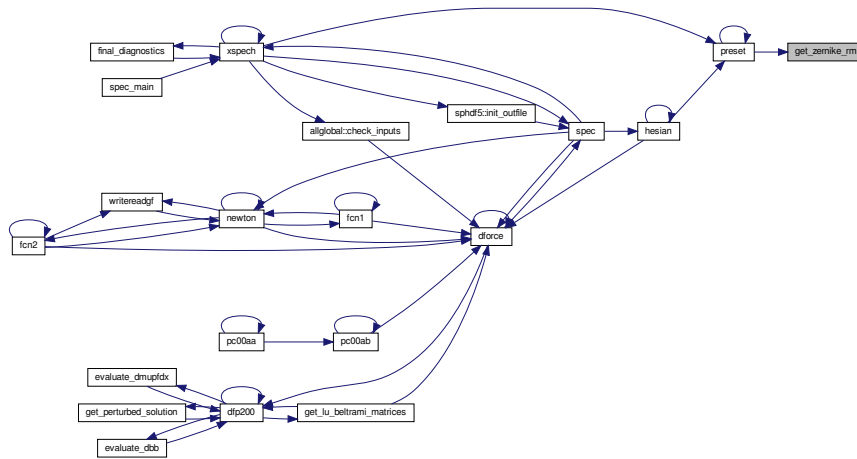 final_diagnostics
xspech
preset
get_zernike_rm
spec_main
sphdf5::init_outfile
allglobal::check_inputs
spec
hesian
writereadgf
newton
fcn1
fcn2
dforce
pc00aa
pc00ab
evaluate_dmupfdx
get_perturbed_solution
dfp200
get_lu_beltrami_matrices
evaluate_dbb